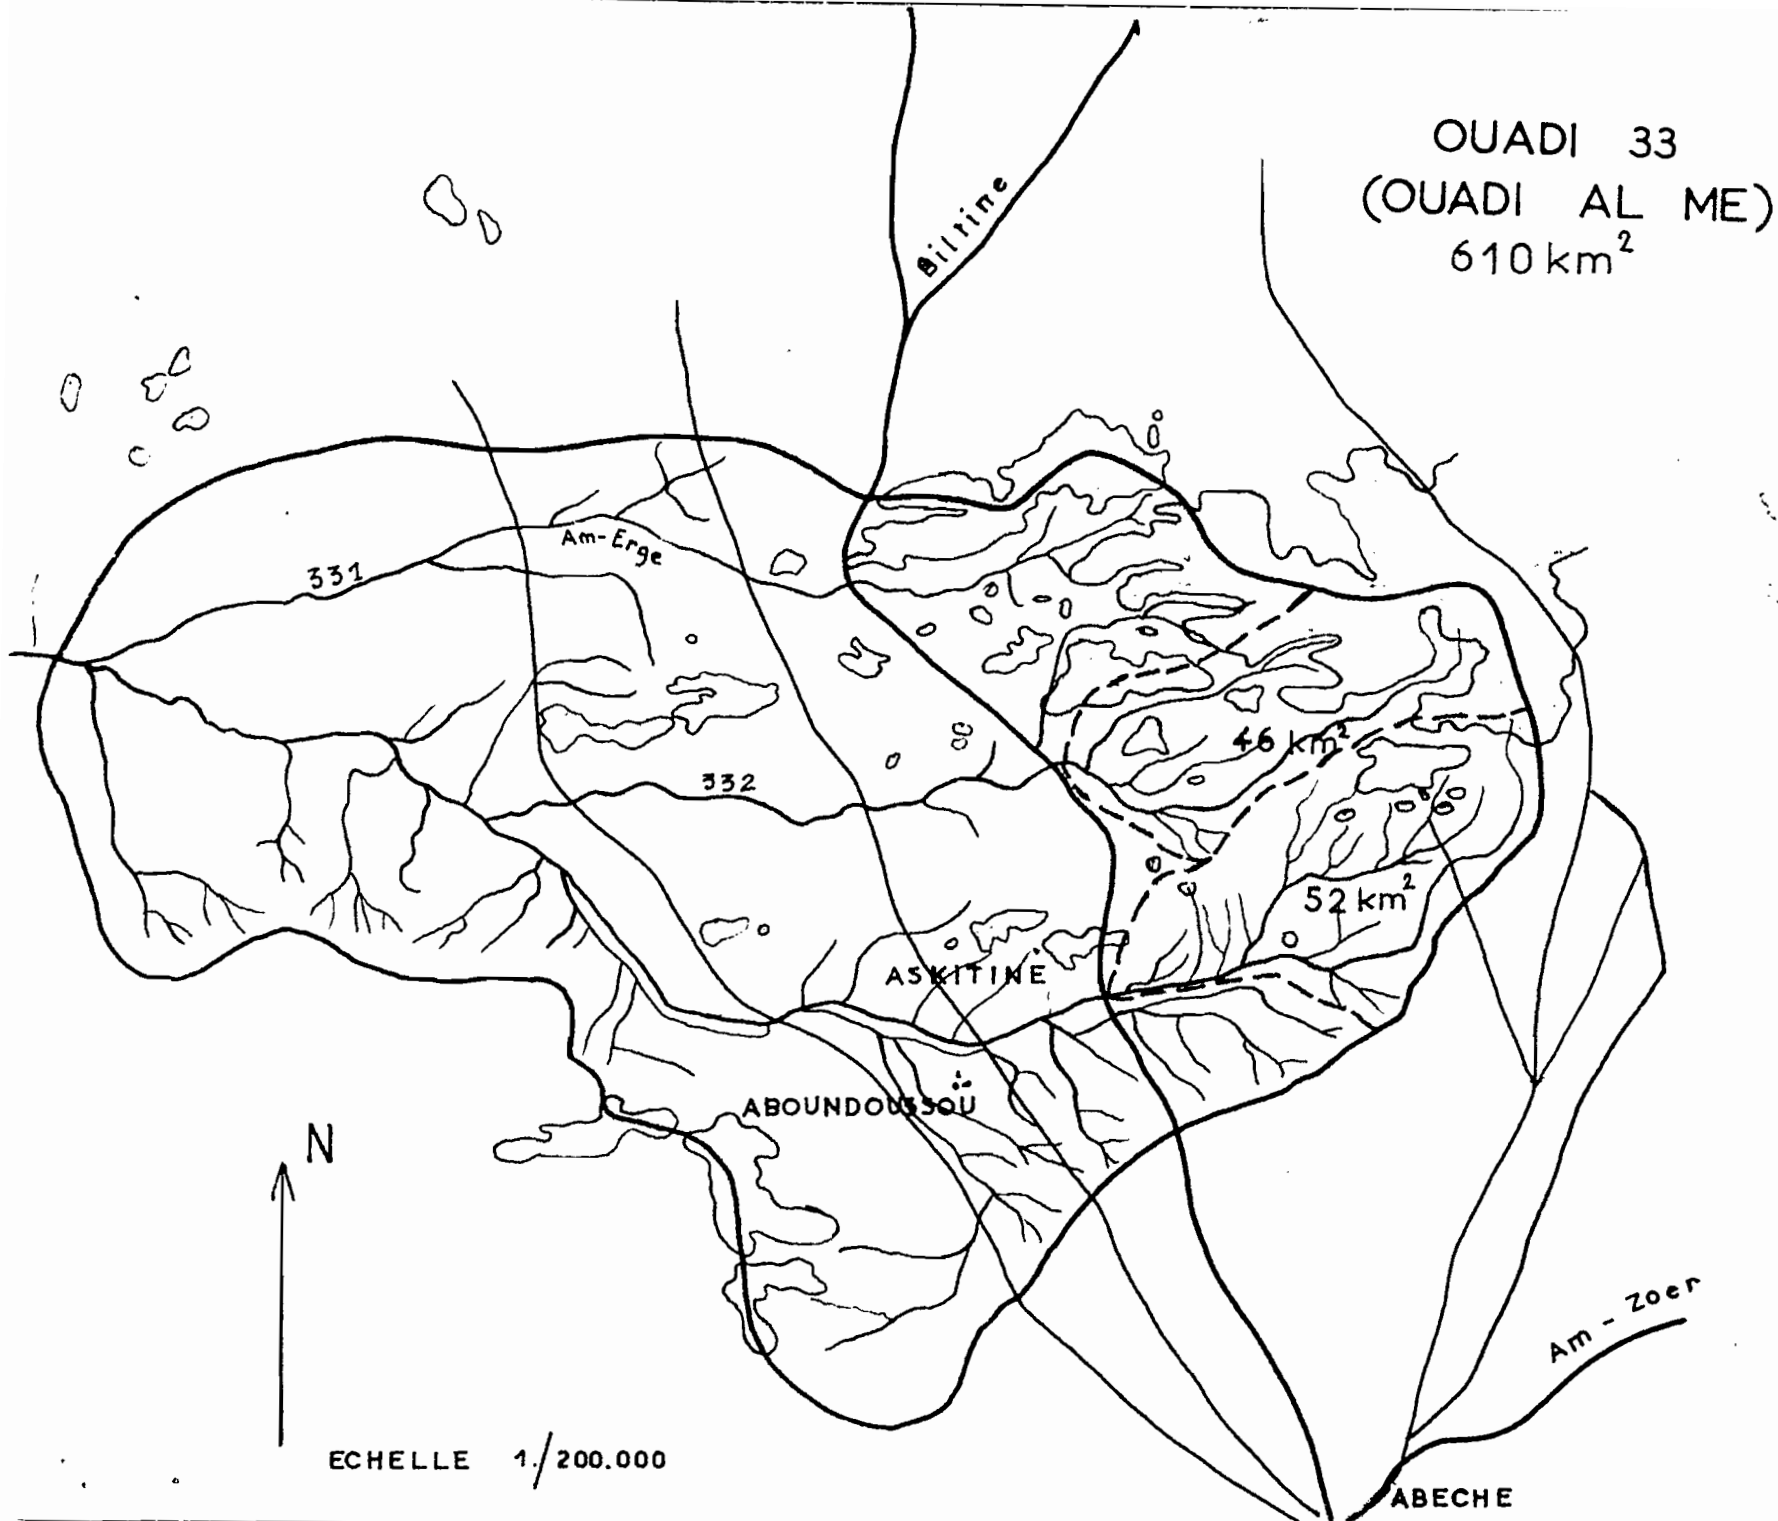 OUADI 33
(OUADI AL ME)
610 km²
Biltine
Am-Erge
331
332
46 km²
52 km²
ASKITINÉ
ABOUNDOUSSOU
N
Am-Zoer
ECHELLE 1/200.000
ABECHE